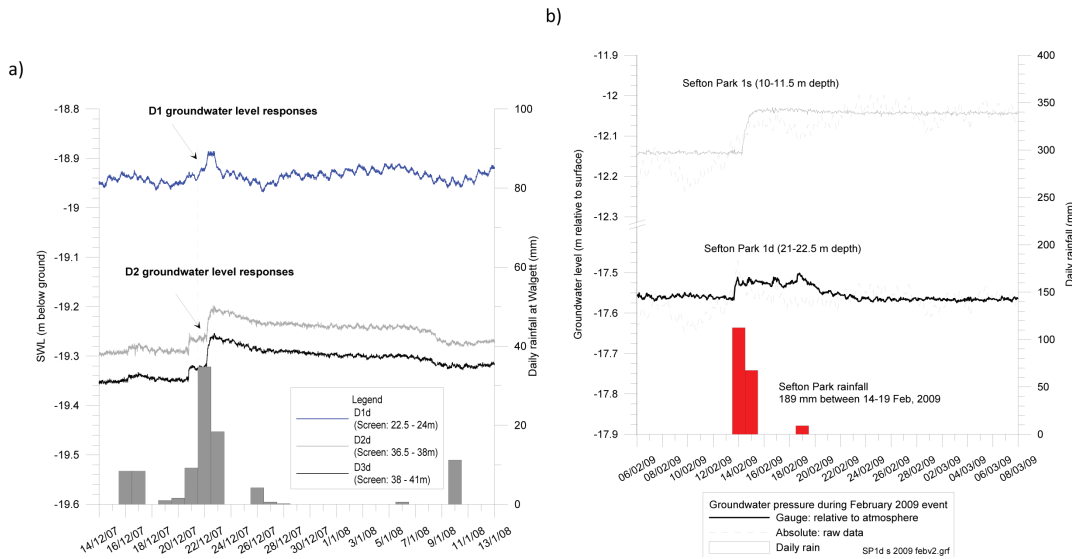 a)
D1 groundwater level responses
D2 groundwater level responses
SWL (m below ground)
-18.8
-18.9
-19
-19.1
-19.2
-19.3
-19.4
-19.5
-19.6
Daily rainfall at Walgett (mm)
100
80
60
40
20
0
Legend
D1d
(Screen: 22.5 - 24m)
D2d
(Screen: 36.5 - 38m)
D3d
(Screen: 38 - 41m)
14/12/07
16/12/07
18/12/07
20/12/07
22/12/07
24/12/07
26/12/07
28/12/07
30/12/07
1/1/08
3/1/08
5/1/08
7/1/08
9/1/08
11/1/08
13/1/08
b)
Sefton Park 1s (10-11.5 m depth)
Sefton Park 1d (21-22.5 m depth)
Groundwater level (m relative to surface)
-11.9
-12
-12.1
-12.2
-12.3
-17.5
-17.6
-17.7
-17.8
-17.9
Daily rainfall (mm)
400
350
300
250
200
150
100
50
0
Sefton Park rainfall
189 mm between 14-19 Feb, 2009
06/02/09
08/02/09
10/02/09
12/02/09
14/02/09
16/02/09
18/02/09
20/02/09
22/02/09
24/02/09
26/02/09
28/02/09
02/03/09
04/03/09
06/03/09
08/03/09
Groundwater pressure during February 2009 event
Gauge: relative to atmosphere
Absolute: raw data
Daily rain
SP1d s 2009 febv2.grf